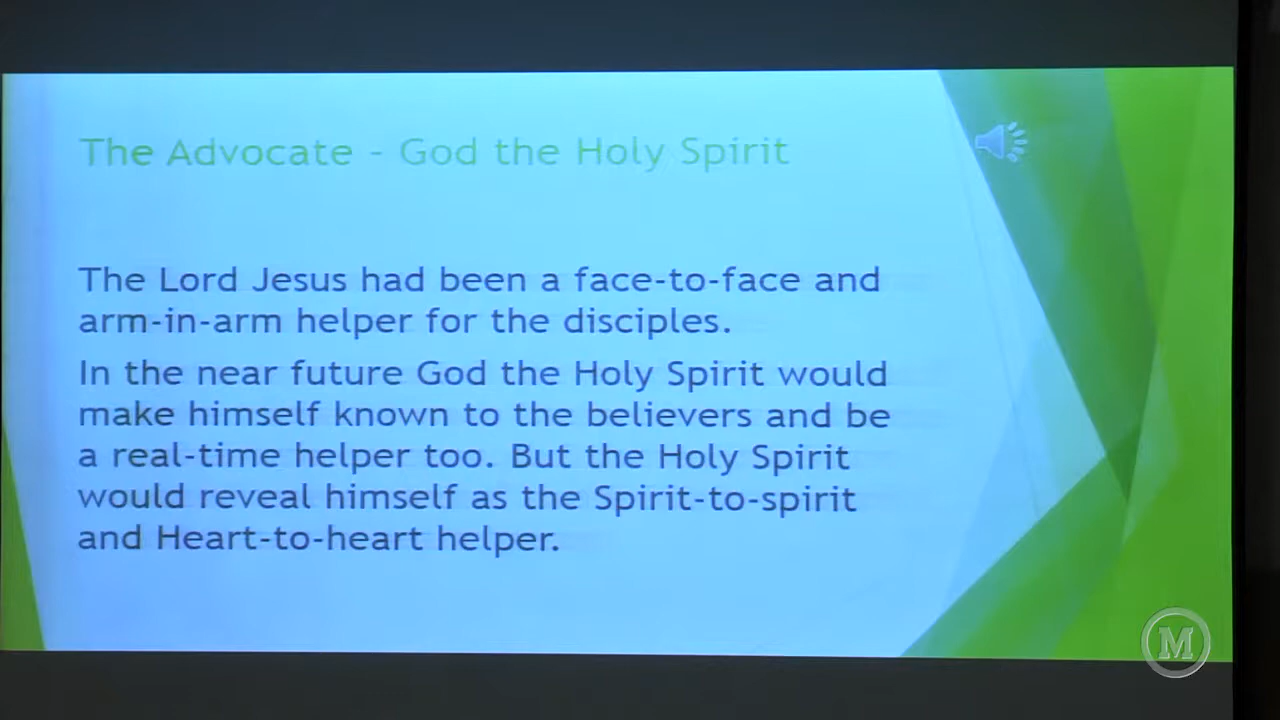 The Advocate – God the Holy Spirit
The Lord Jesus had been a face-to-face and
arm-in-arm helper for the disciples.
In the near future God the Holy Spirit would
make himself known to the believers and be
a real-time helper too. But the Holy Spirit
would reveal himself as the Spirit-to-spirit
and Heart-to-heart helper.
M